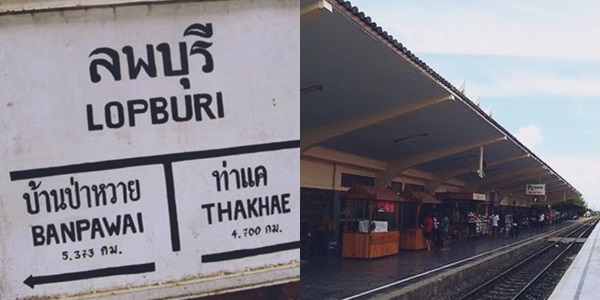 ลพบุรี
LOPBURI
บ้านป่าหวาย
BANPAWAI
5.373 กม.
ท่าแค
THAKHAE
4.700 กม.